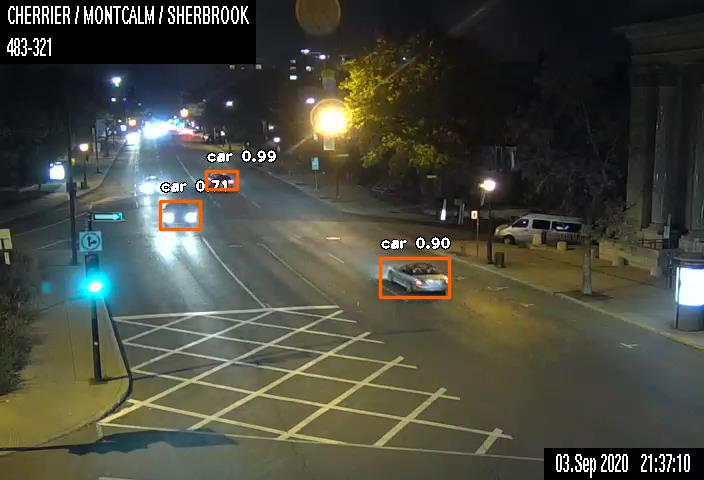 CHERRIER / MONTCALM / SHERBROOK
483-321
car 0.99
car 0.71
car 0.90
03.Sep 2020 21:37:10